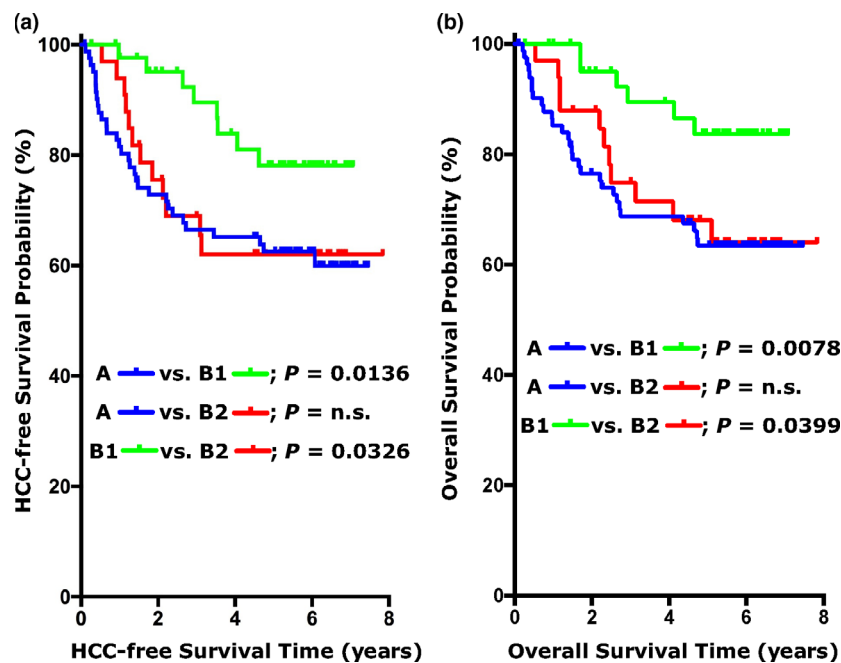 (a)
HCC-free Survival Probability (%)
100
80
60
40
20
0
A vs. B1 ; P = 0.0136
A vs. B2 ; P = n.s.
B1 vs. B2 ; P = 0.0326
0 2 4 6 8
HCC-free Survival Time (years)
(b)
Overall Survival Probability (%)
100
80
60
40
20
0
A vs. B1 ; P = 0.0078
A vs. B2 ; P = n.s.
B1 vs. B2 ; P = 0.0399
0 2 4 6 8
Overall Survival Time (years)